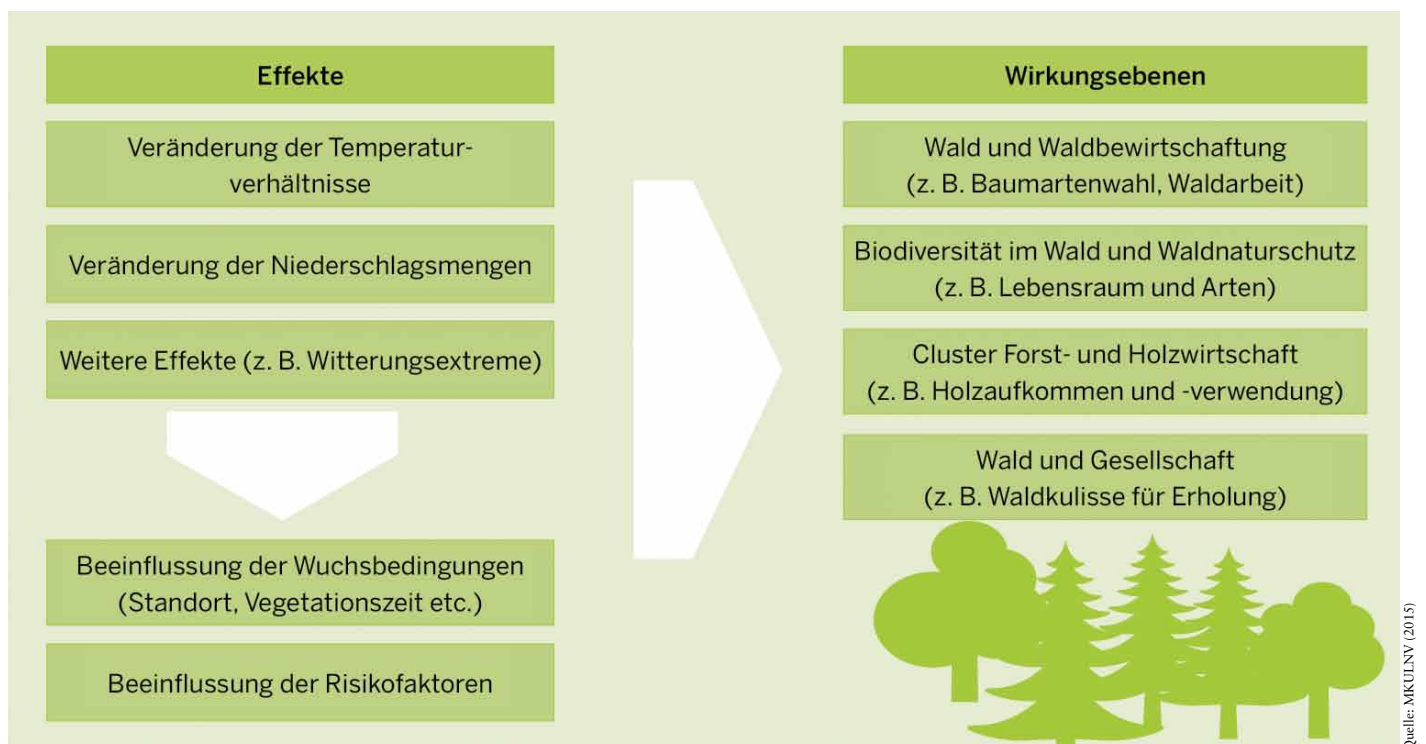 Effekte
Veränderung der Temperatur-
verhältnisse
Veränderung der Niederschlagsmengen
Weitere Effekte (z. B. Witterungsextreme)
Beeinflussung der Wuchsbedingungen
(Standort, Vegetationszeit etc.)
Beeinflussung der Risikofaktoren
Wirkungsebenen
Wald und Waldbewirtschaftung
(z. B. Baumartenwahl, Waldarbeit)
Biodiversität im Wald und Waldnaturschutz
(z. B. Lebensraum und Arten)
Cluster Forst- und Holzwirtschaft
(z. B. Holzaufkommen und -verwendung)
Wald und Gesellschaft
(z. B. Waldkulisse für Erholung)
Quelle: MKULNV (2015)